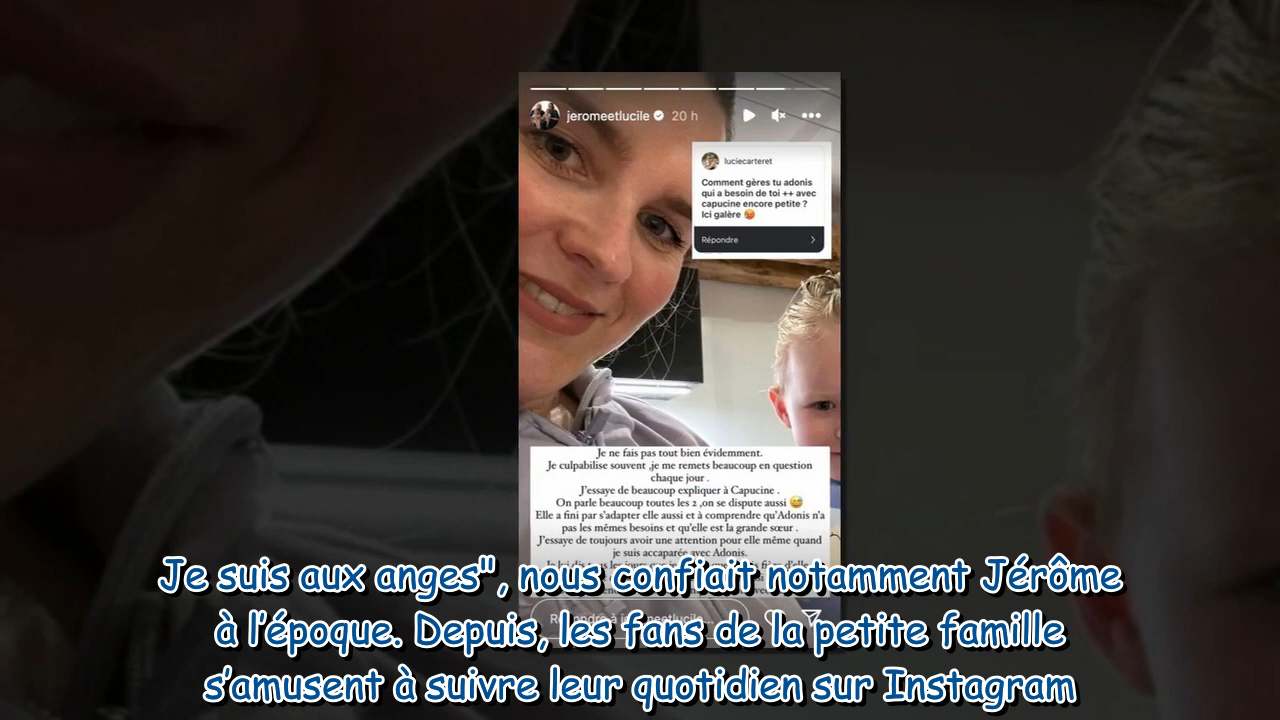 jeromeetlucile 20 h
luciecarteret
Comment gères tu adonis
qui a besoin de toi ++ avec
capucine encore petite ?
Ici galère 🥵
Répondre
Je ne fais pas tout bien évidemment.
Je culpabilise souvent ,je me remets beaucoup en question
chaque jour .
J'essaye de beaucoup expliquer à Capucine .
On parle beaucoup toutes les 2 ,on se dispute aussi 😅
Elle a fini par s'adapter elle aussi et à comprendre qu'Adonis n'a
pas les mêmes besoins et qu'elle est la grande sœur .
J'essaye de toujours avoir une attention pour elle même quand
je suis accaparée avec Adonis.
Je suis aux anges", nous confiait notamment Jérôme
à l'époque. Depuis, les fans de la petite famille
s'amusent à suivre leur quotidien sur Instagram